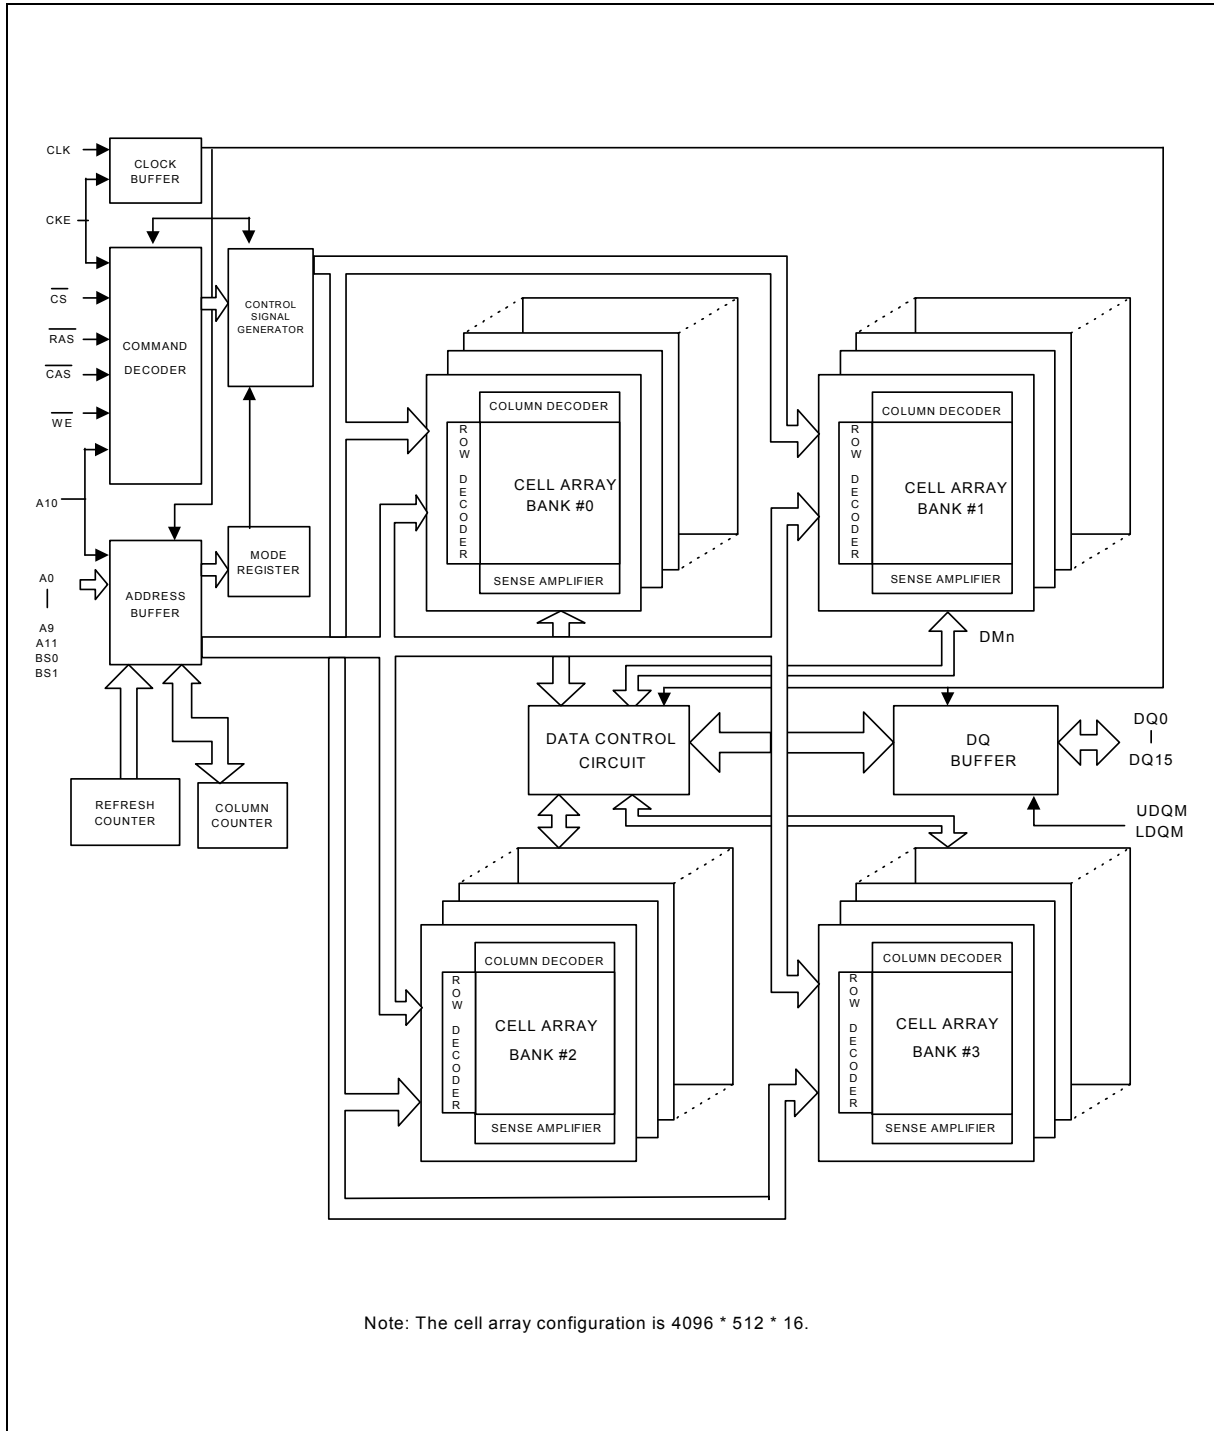 CLK
CLOCK
BUFFER
CKE
CS
RAS
CAS
WE
COMMAND
DECODER
CONTROL
SIGNAL
GENERATOR
A10
A0
A9
A11
BS0
BS1
ADDRESS
BUFFER
MODE
REGISTER
REFRESH
COUNTER
COLUMN
COUNTER
COLUMN DECODER
ROW DECODER
CELL ARRAY
BANK #0
SENSE AMPLIFIER
COLUMN DECODER
ROW DECODER
CELL ARRAY
BANK #1
SENSE AMPLIFIER
DMn
DATA CONTROL
CIRCUIT
DQ
BUFFER
DQ0
DQ15
UDQM
LDQM
COLUMN DECODER
ROW DECODER
CELL ARRAY
BANK #2
SENSE AMPLIFIER
COLUMN DECODER
ROW DECODER
CELL ARRAY
BANK #3
SENSE AMPLIFIER
Note: The cell array configuration is 4096 * 512 * 16.